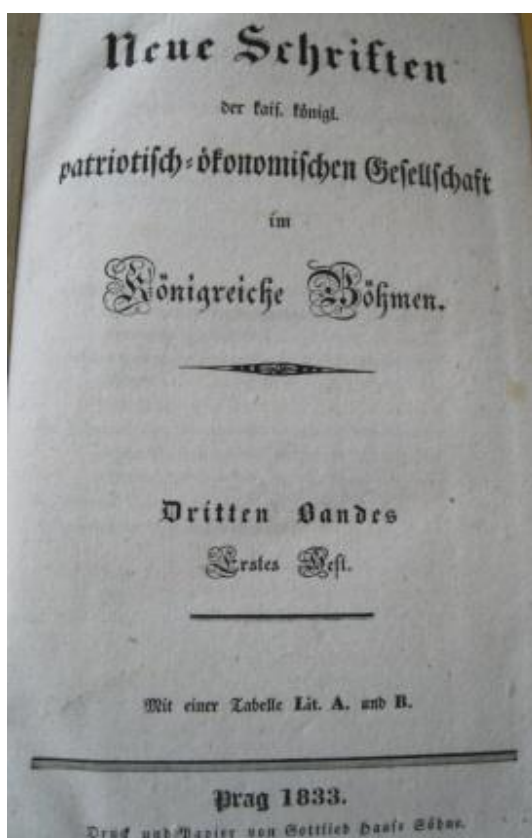 Neue Schriften
der kais. königl.
patriotisch-ökonomischen Gesellschaft
im
Königreiche Böhmen.
Dritten Bandes
Erstes Heft.
Mit einer Tabelle Lit. A. und B.
Prag 1833.
Druck und Papier von Gottlieb Haase Söhne.